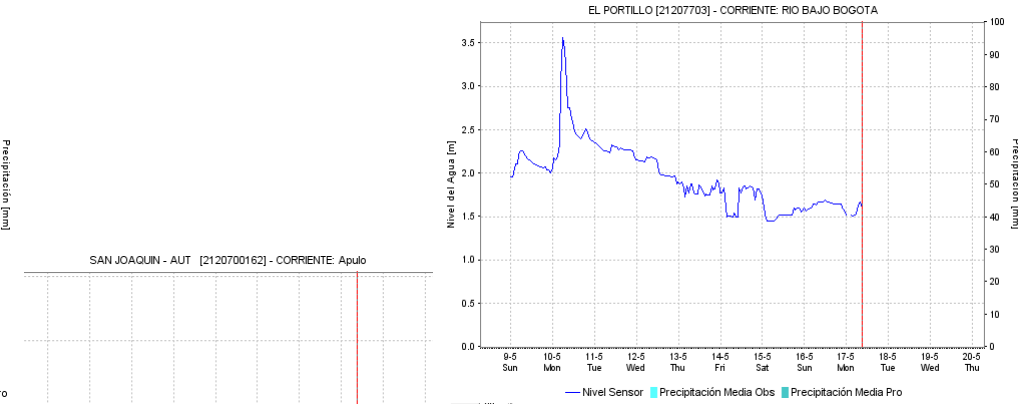 EL PORTILLO [21207703] - CORRIENTE: RIO BAJO BOGOTA
Precipitación [mm]
Nivel del Agua [m]
3.5
3.0
2.5
2.0
1.5
1.0
0.5
0.0
100
90
80
70
60
50
40
30
20
10
0
Precipitación [mm]
9-5 10-5 11-5 12-5 13-5 14-5 15-5 16-5 17-5 18-5 19-5 20-5
Sun Mon Tue Wed Thu Fri Sat Sun Mon Tue Wed Thu
Nivel Sensor Precipitación Media Obs Precipitación Media Pro
SAN JOAQUIN - AUT [2120700162] - CORRIENTE: Apulo
ro